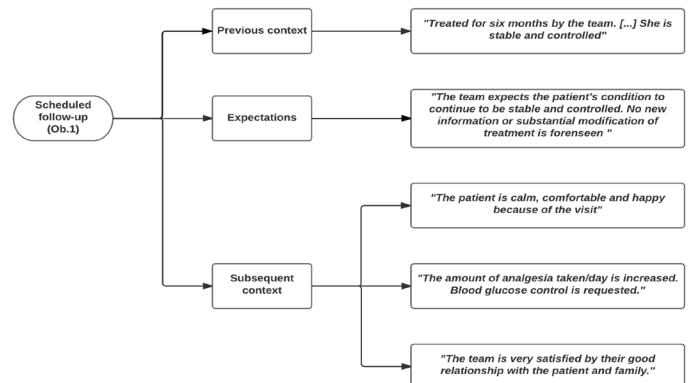 Scheduled
follow-up
(Ob.1)
Previous context
"Treated for six months by the team. [...] She is
stable and controlled"
Expectations
"The team expects the patient's condition to
continue to be stable and controlled. No new
information or substantial modification of
treatment is forenseen "
Subsequent
context
"The patient is calm, comfortable and happy
because of the visit"
"The amount of analgesia taken/day is increased.
Blood glucose control is requested."
"The team is very satisfied by their good
relationship with the patient and family."